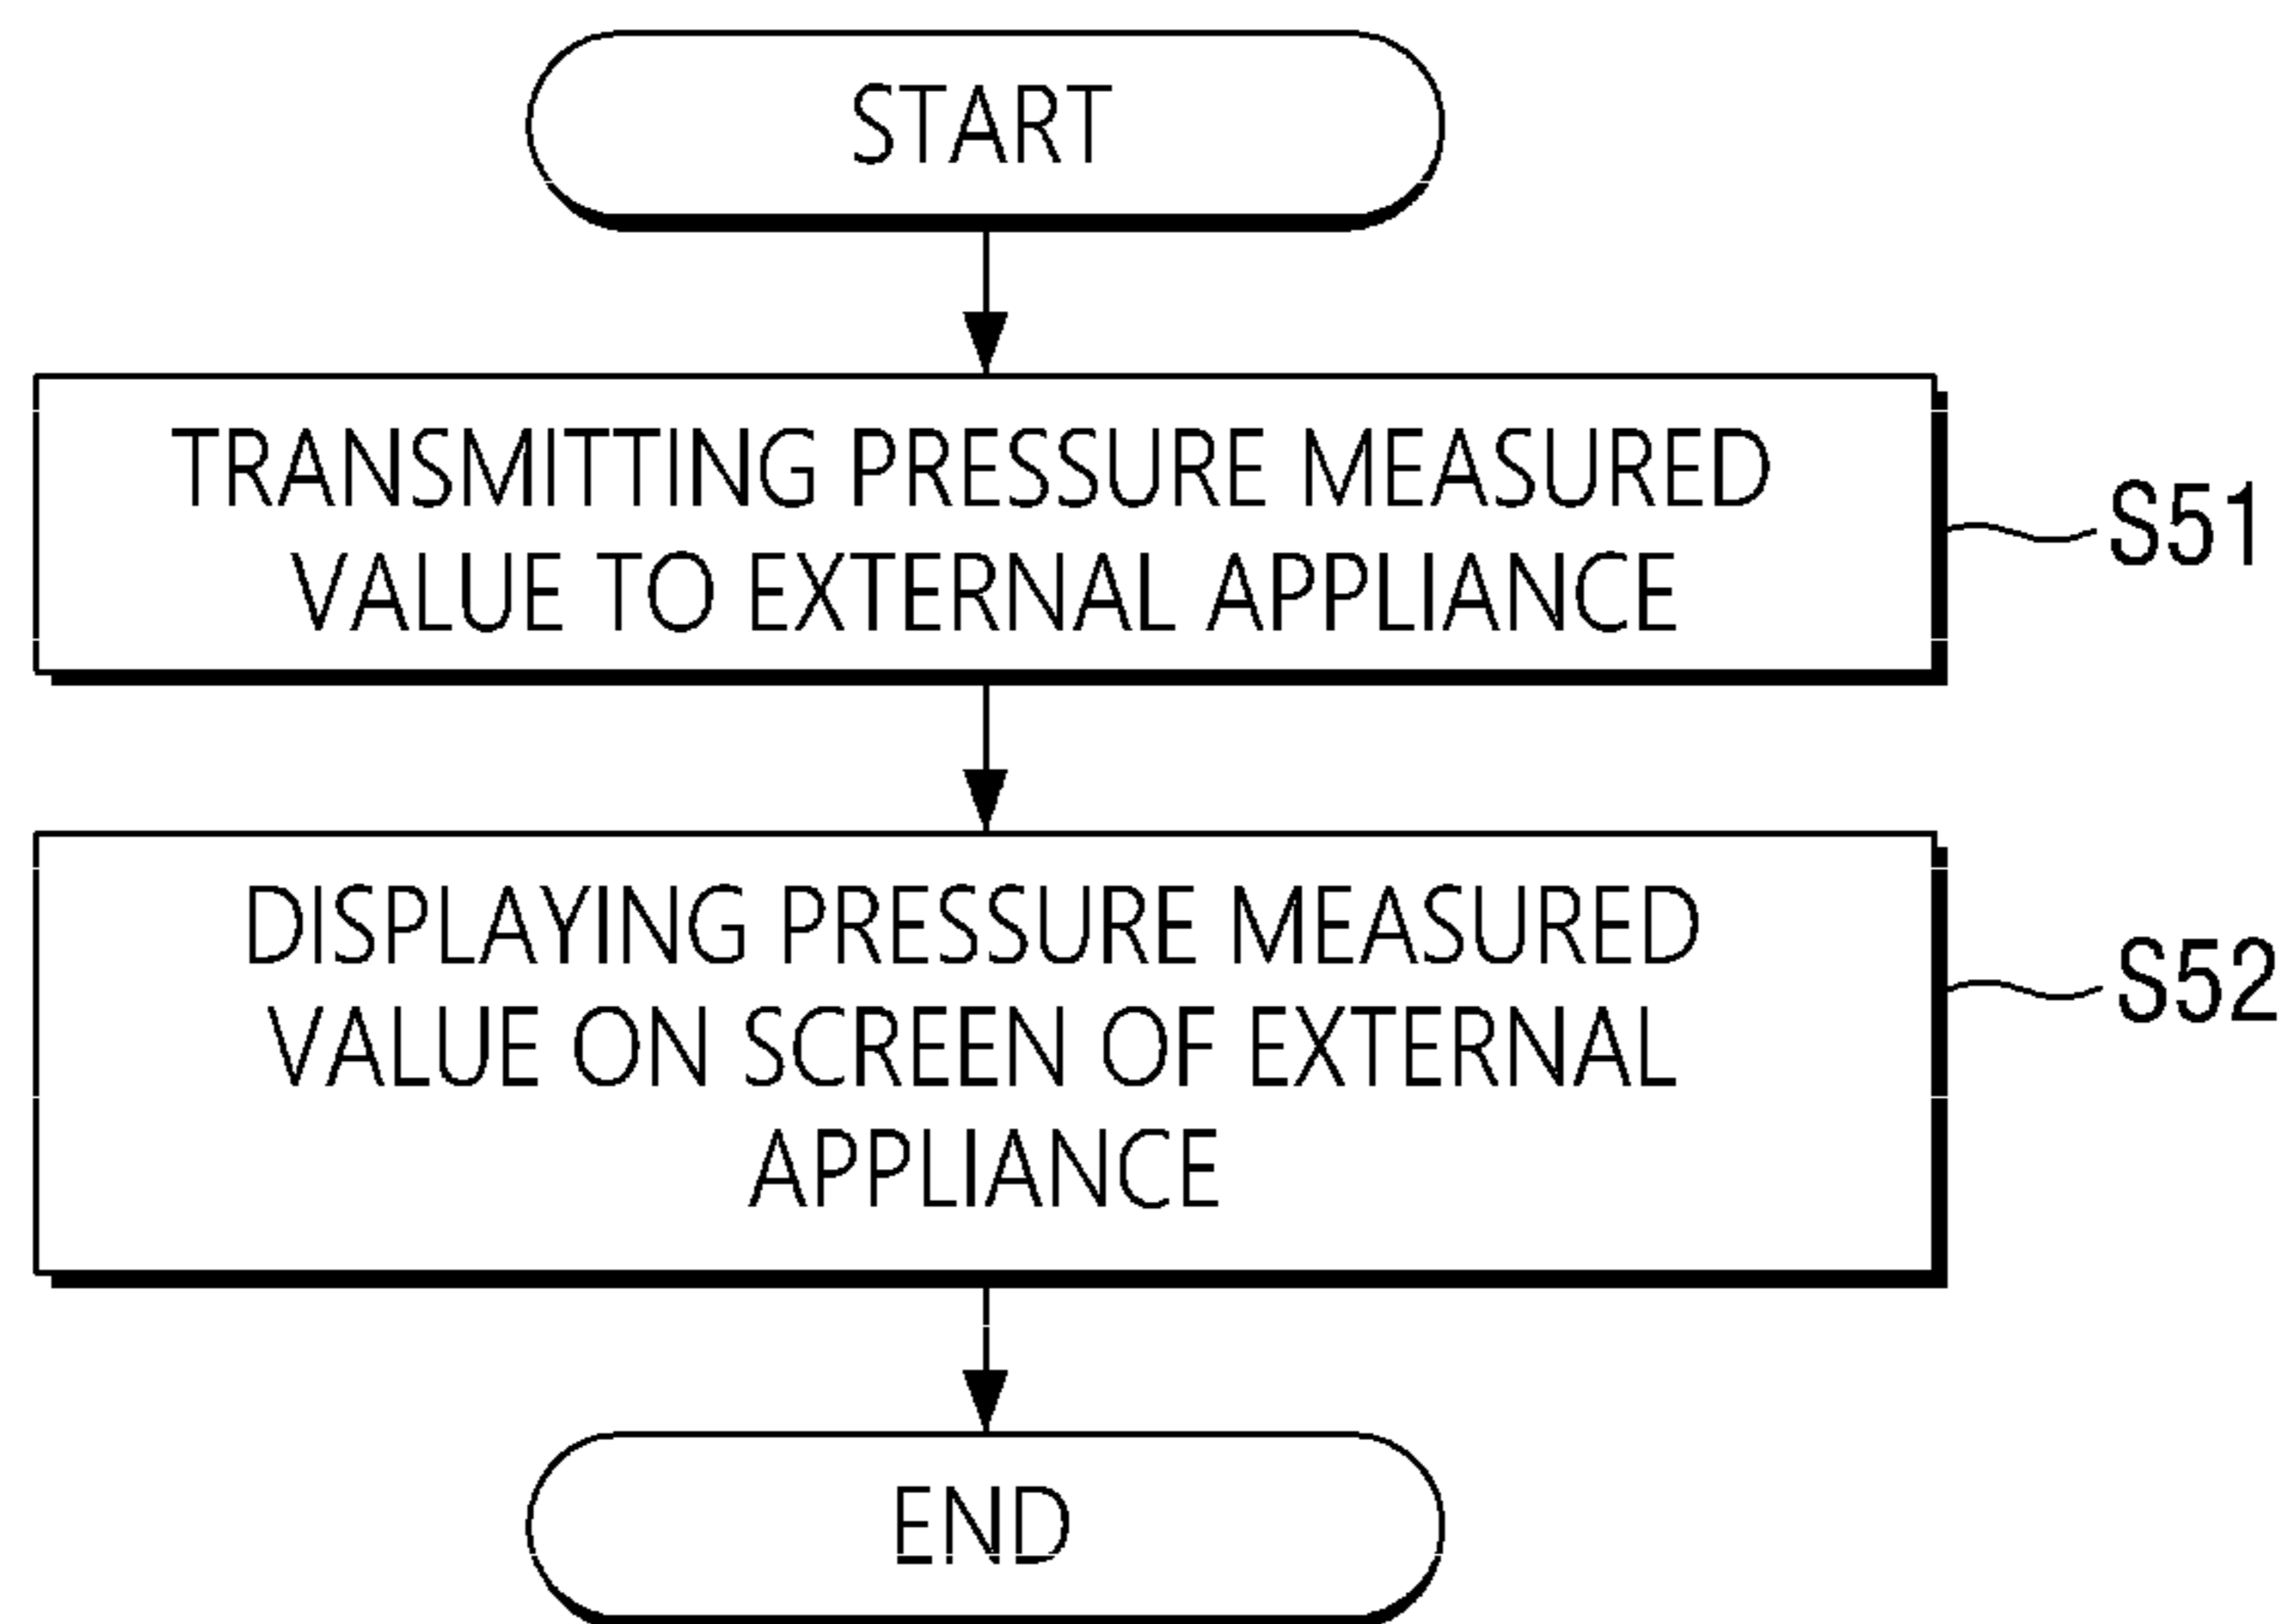 START
TRANSMITTING PRESSURE MEASURED
VALUE TO EXTERNAL APPLIANCE
S51
DISPLAYING PRESSURE MEASURED
VALUE ON SCREEN OF EXTERNAL
APPLIANCE
S52
END